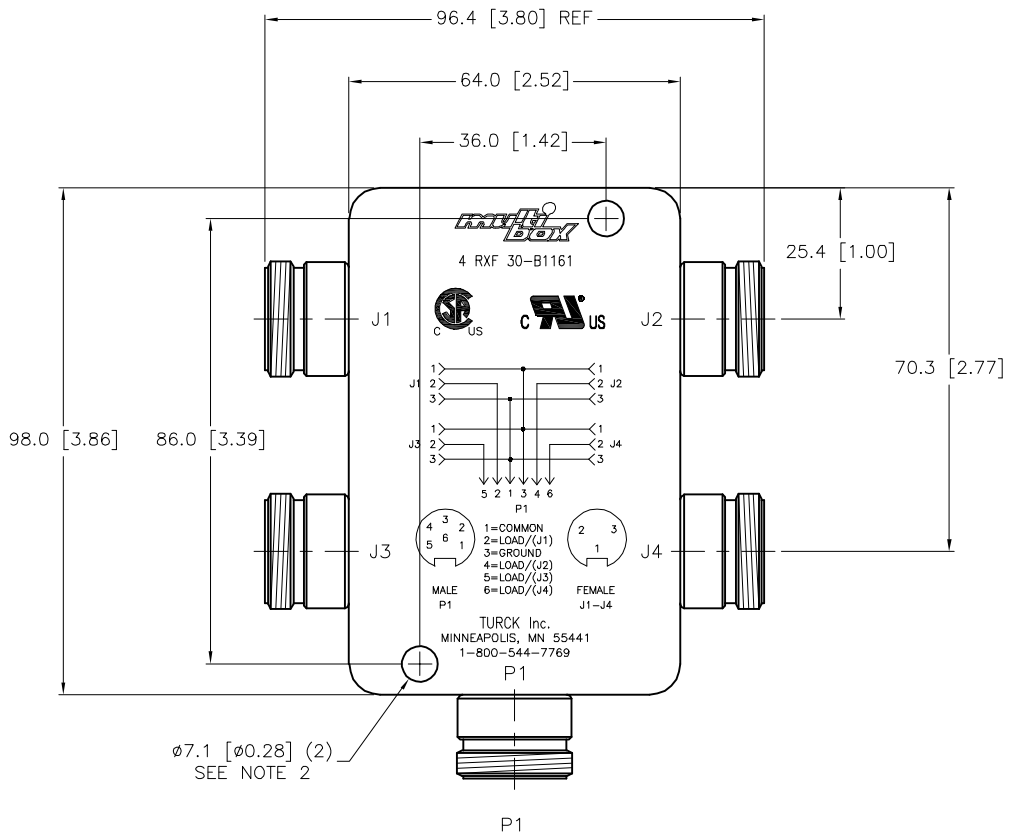 96.4 [3.80] REF
64.0 [2.52]
36.0 [1.42]
multi
box
25.4 [1.00]
4 RXF 30-B1161
CSA
C US
C UR ® US
J1 J2
70.3 [2.77]
1 1
J1 2 2 J2
3 3
1 1
J3 2 2 J4
3 3
98.0 [3.86]
86.0 [3.39]
5 2 1 3 4 6
P1
4 3 2
5 6 1
1=COMMON
2=LOAD/(J1)
3=GROUND
4=LOAD/(J2)
5=LOAD/(J3)
6=LOAD/(J4)
2 3
1
J3 J4
MALE
P1
FEMALE
J1-J4
TURCK Inc.
MINNEAPOLIS, MN 55441
1-800-544-7769
P1
ø7.1 [ø0.28] (2)
SEE NOTE 2
P1